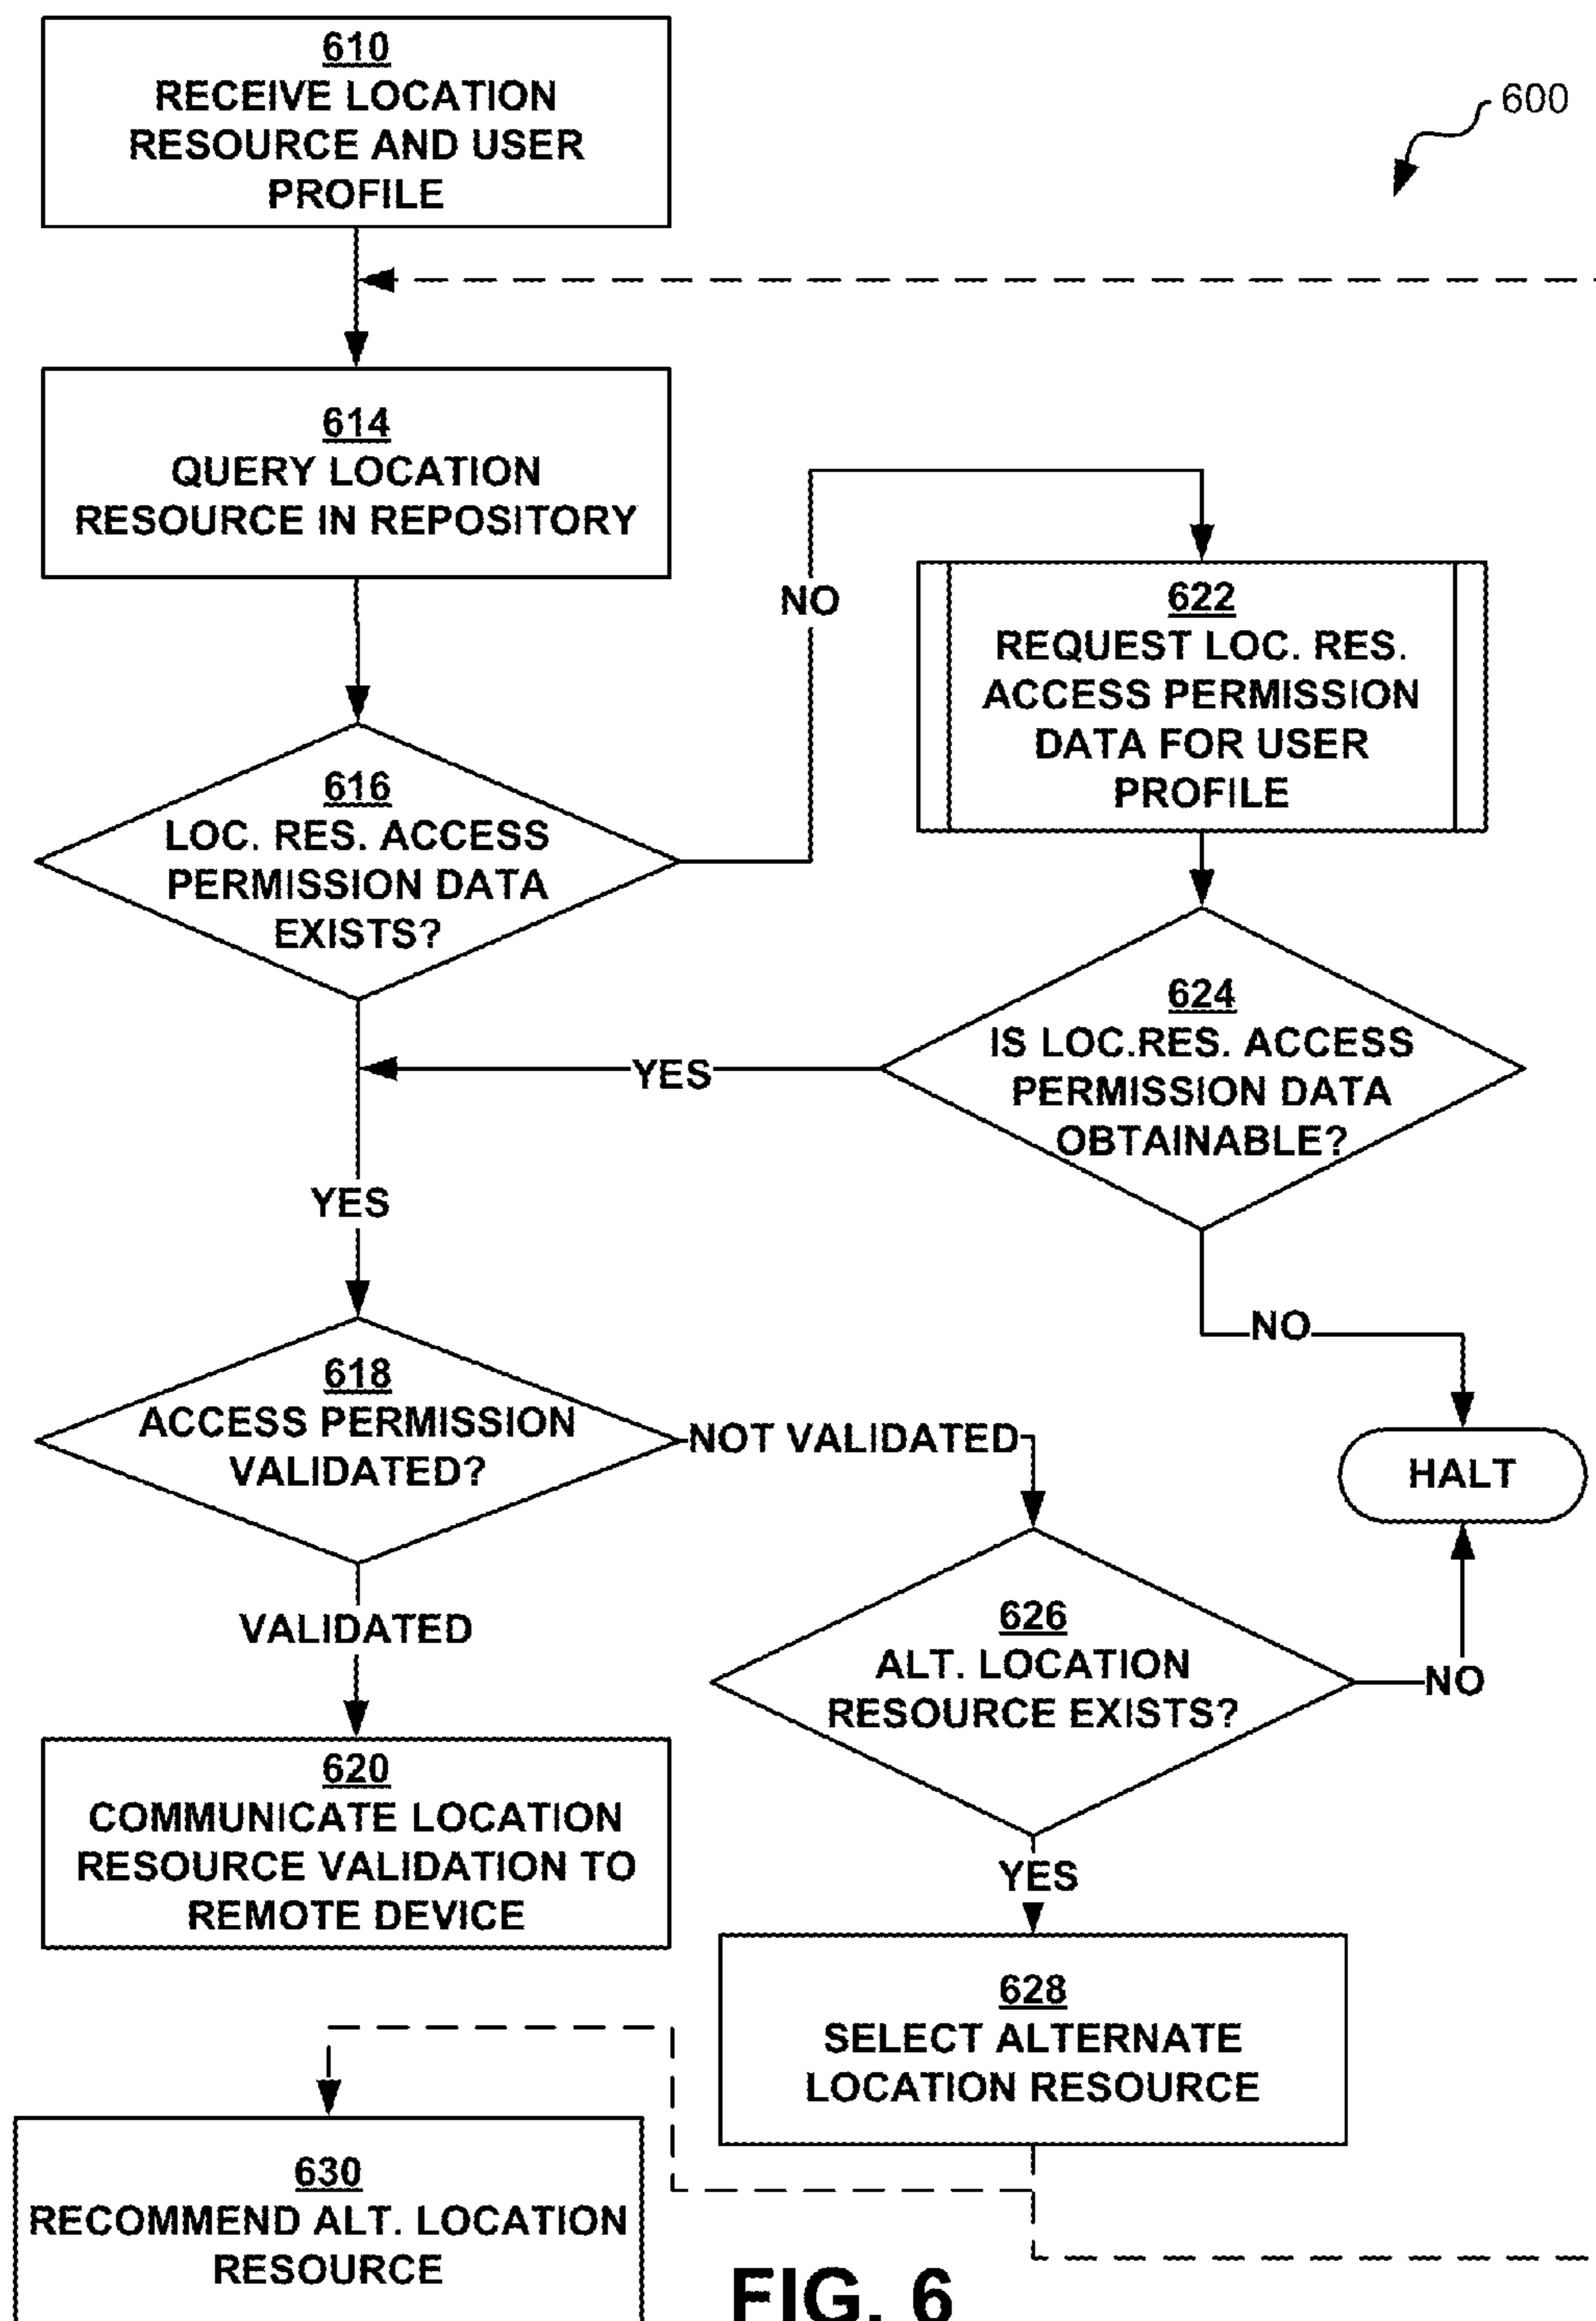 610
RECEIVE LOCATION
RESOURCE AND USER
PROFILE
600
614
QUERY LOCATION
RESOURCE IN REPOSITORY
NO
622
REQUEST LOC. RES.
ACCESS PERMISSION
DATA FOR USER
PROFILE
616
LOC. RES. ACCESS
PERMISSION DATA
EXISTS?
624
IS LOC.RES. ACCESS
PERMISSION DATA
OBTAINABLE?
YES
YES
NO
618
ACCESS PERMISSION
VALIDATED?
NOT VALIDATED
HALT
VALIDATED
626
ALT. LOCATION
RESOURCE EXISTS?
NO
620
COMMUNICATE LOCATION
RESOURCE VALIDATION TO
REMOTE DEVICE
YES
628
SELECT ALTERNATE
LOCATION RESOURCE
630
RECOMMEND ALT. LOCATION
RESOURCE
FIG. 6